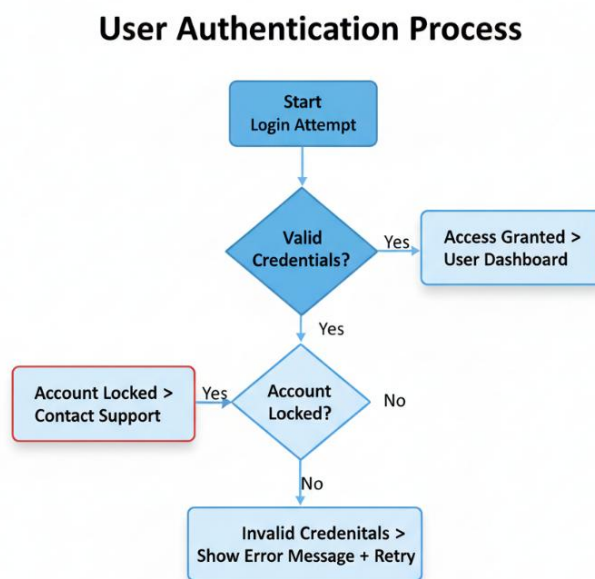 User Authentication Process
Start
Login Attempt
Valid
Credentials?
Yes
Access Granted >
User Dashboard
Yes
Account Locked >
Contact Support
Yes
Account
Locked?
No
No
Invalid Credenitals >
Show Error Message + Retry